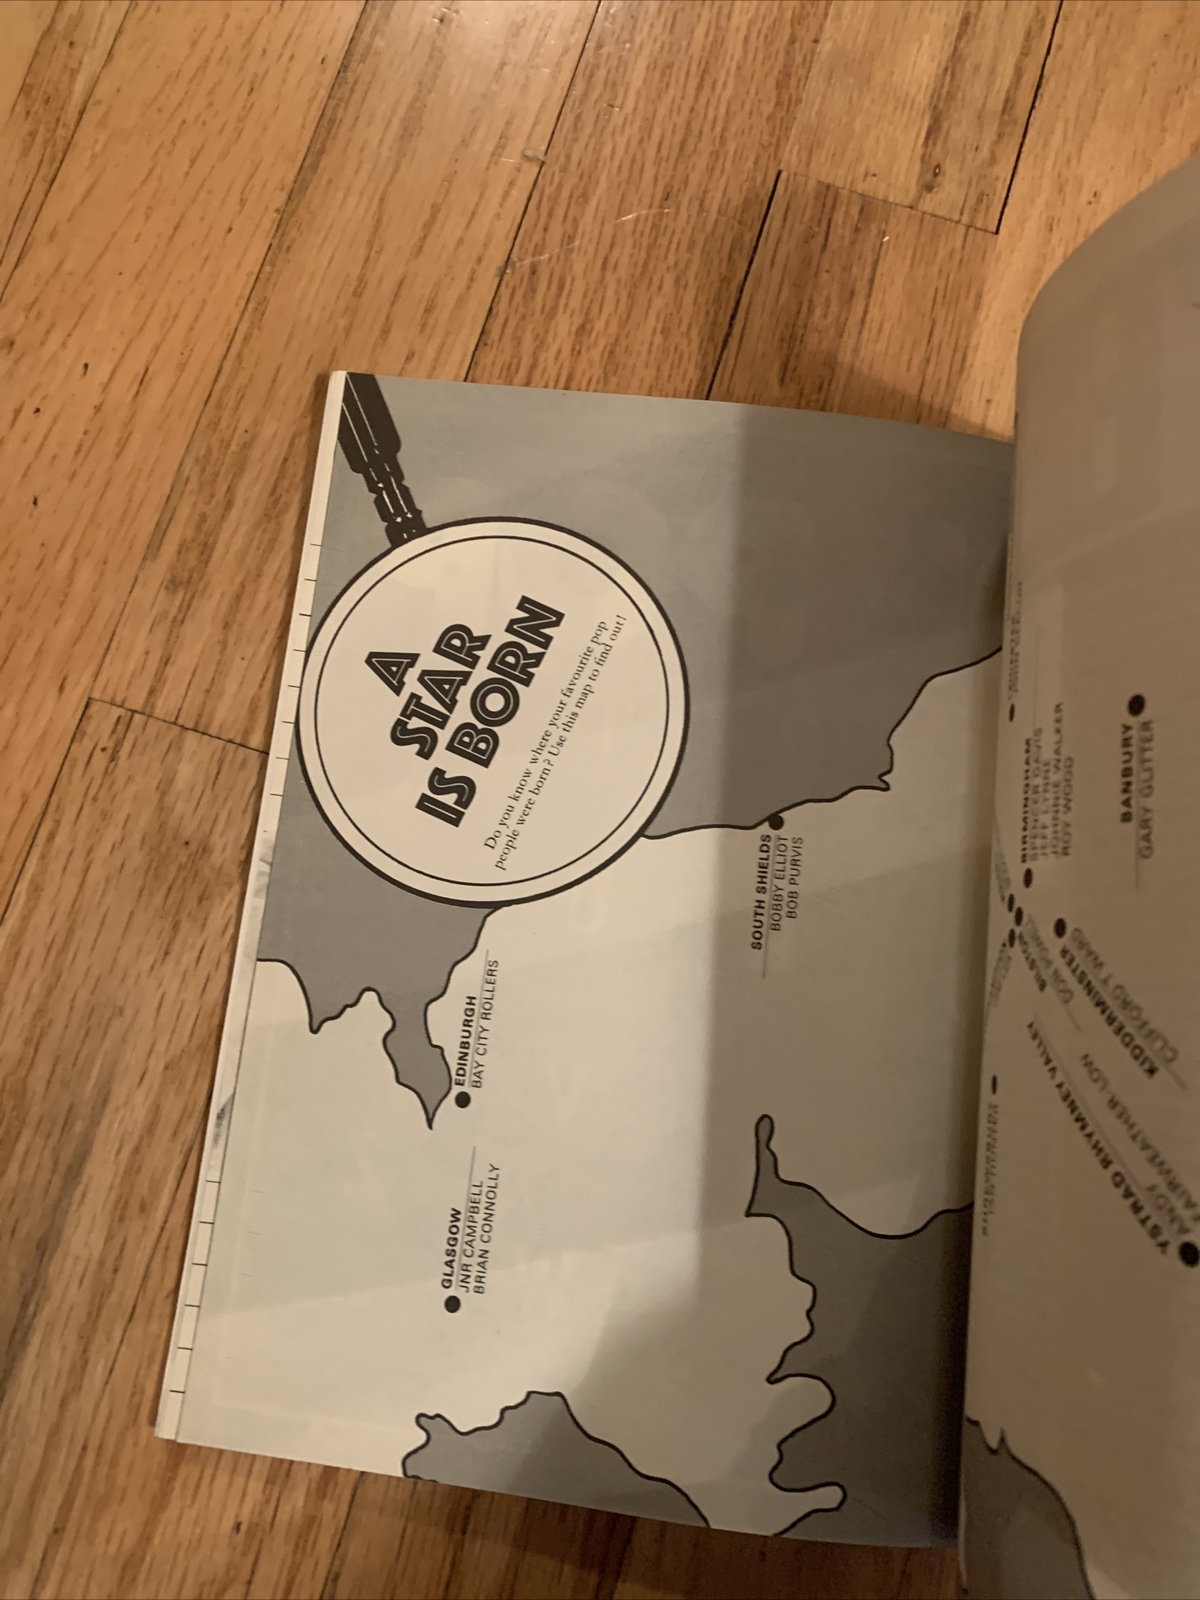 A
STAR
IS BORN
Do you know where your favourite pop
people were born? Use this map to find out!
EDINBURGH
BAY CITY ROLLERS
GLASGOW
JNR CAMPBELL
BRIAN CONNOLLY
SOUTH SHIELDS
BOBBY ELLIOT
BOB PURVIS
BIRMINGHAM
SPENCER DAVIS
JEFF LYNNE
JOHNNIE WALKER
ROY WOOD
BANBURY
GARY GLITTER
KIDDERMINSTER
CLIFFORD T WARD
YSTRAD RHYMNEY VALLEY
ANDY
FAIRWEATHER-LOW